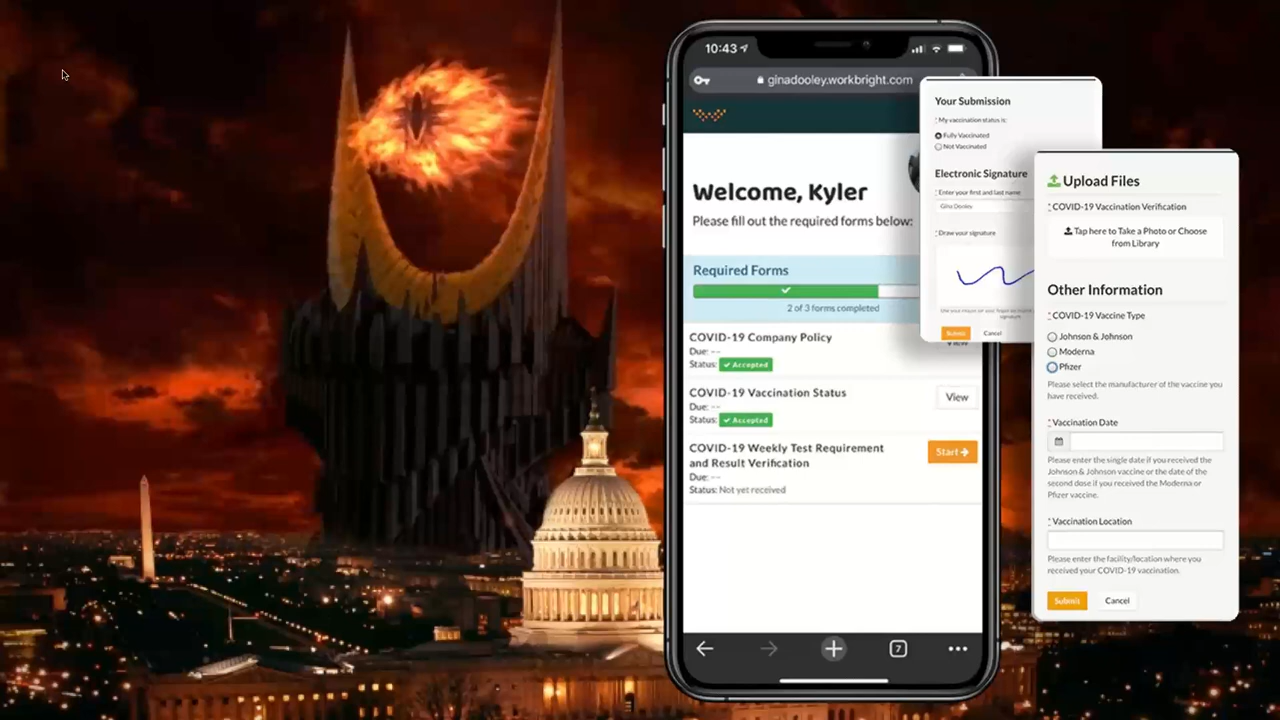 10:43
ginadooley.workbright.com
Welcome, Kyler
Please fill out the required forms below:
Required Forms
2 of 3 forms completed
COVID-19 Company Policy
Due: --
Status: Accepted
View
COVID-19 Vaccination Status
Due: --
Status: Accepted
View
COVID-19 Weekly Test Requirement
and Result Verification
Due: --
Status: Not yet received
Start
7
Your Submission
* My vaccination status is:
Fully Vaccinated
Not Vaccinated
Electronic Signature
* Enter your first and last name
Gina Dooley
* Draw your signature
signature
Submit Cancel
Upload Files
* COVID-19 Vaccination Verification
Tap here to Take a Photo or Choose
from Library
Other Information
* COVID-19 Vaccine Type
Johnson & Johnson
Moderna
Pfizer
Please select the manufacturer of the vaccine you
have received.
* Vaccination Date
Please enter the single date if you received the
Johnson & Johnson vaccine or the date of the
second dose if you received the Moderna or
Pfizer vaccine.
* Vaccination Location
Please enter the facility/location where you
received your COVID-19 vaccination.
Submit Cancel